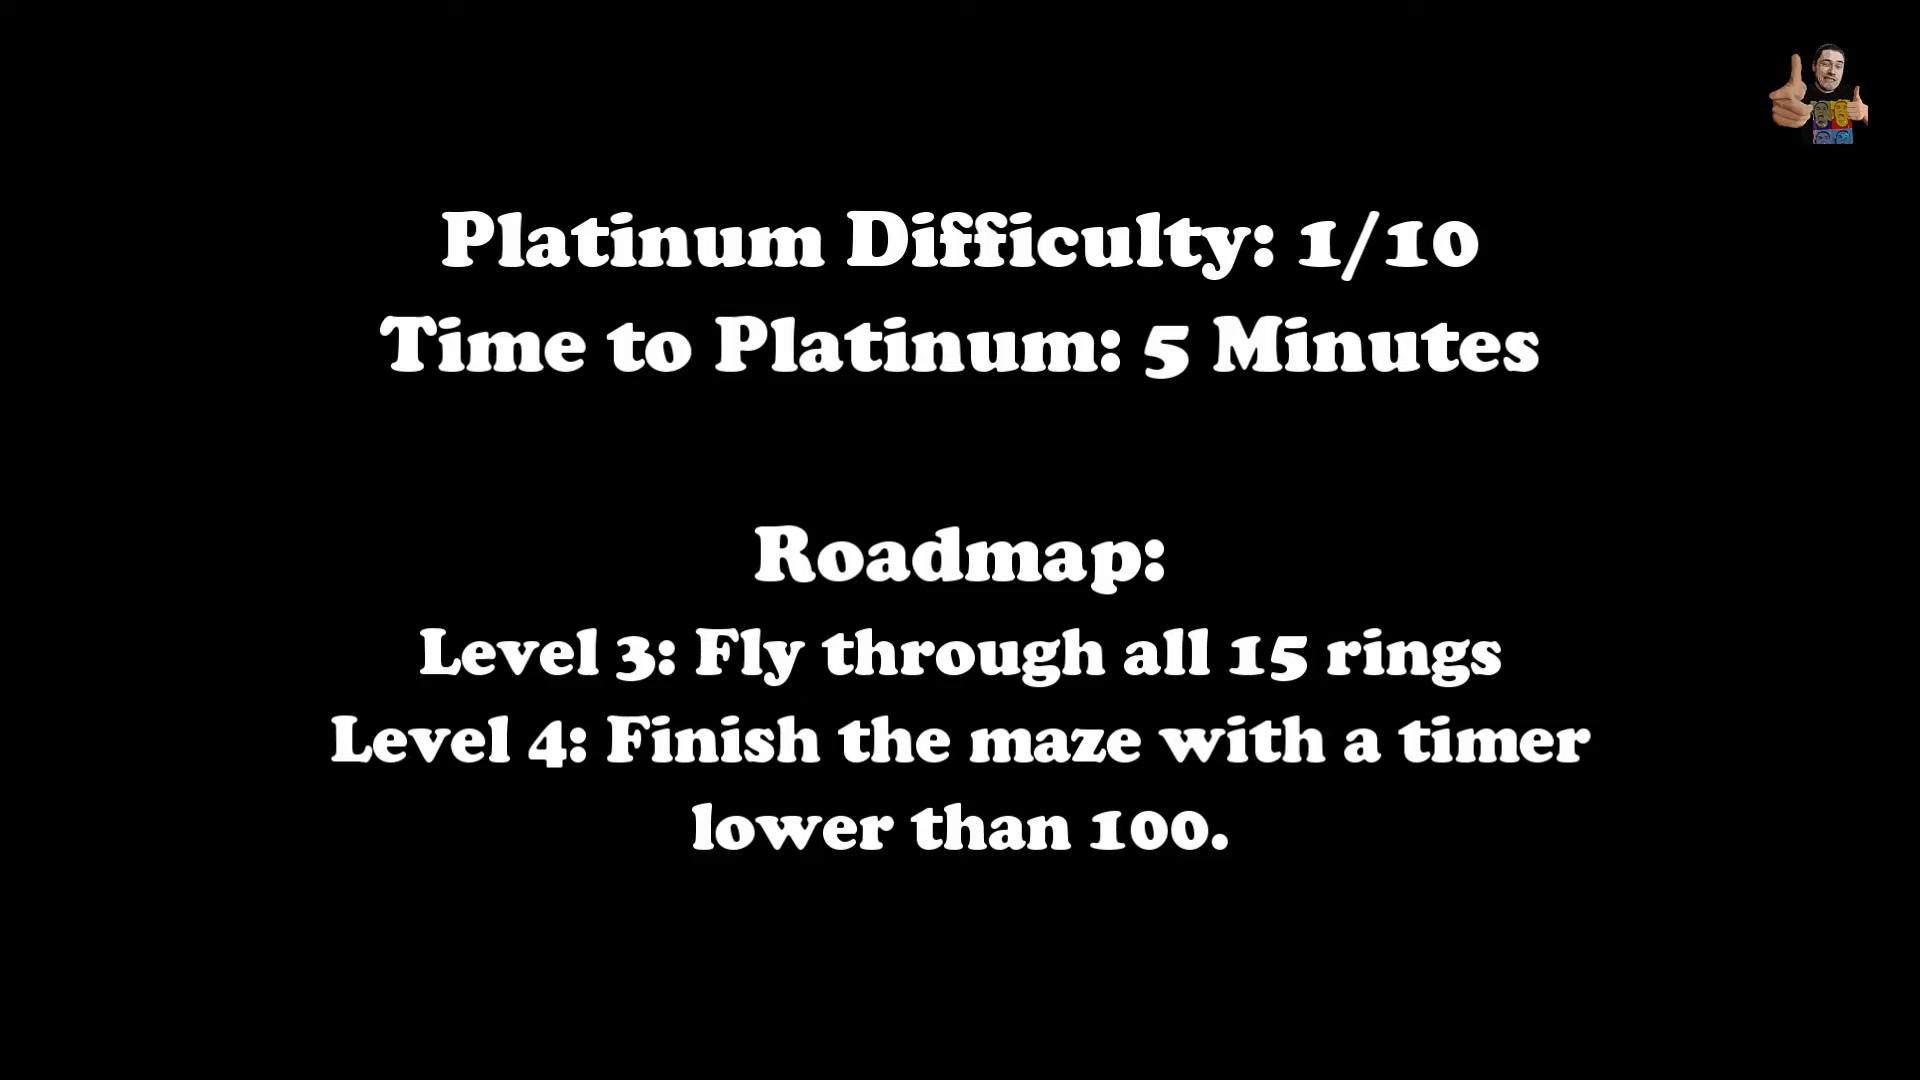 Platinum Difficulty: 1/10
Time to Platinum: 5 Minutes
Roadmap:
Level 3: Fly through all 15 rings
Level 4: Finish the maze with a timer
lower than 100.